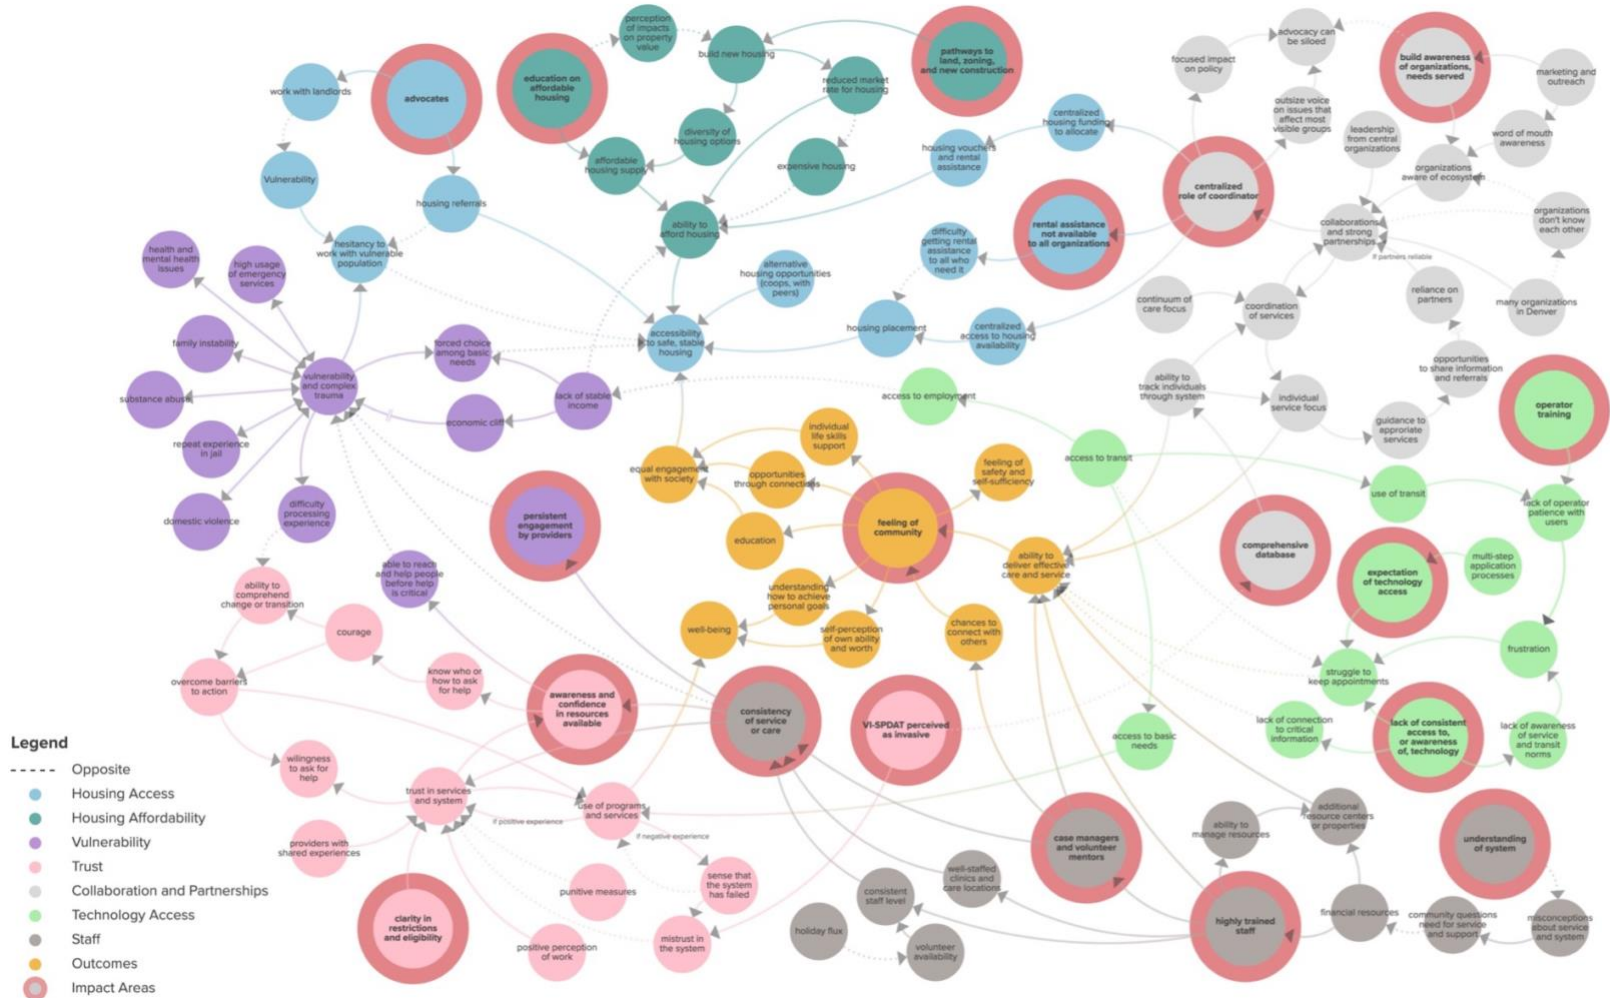 perception
of impacts
on property
value
build new housing
pathways to
land, zoning,
and new construction
education on
affordable
housing
reduced market
rate for housing
diversity of
housing options
affordable
housing supply
expensive housing
ability to
afford housing
work with landlords
advocates
Vulnerability
housing referrals
hesitancy to
work with vulnerable
population
centralized
housing funding
to allocate
housing vouchers
and rental
assistance
rental assistance
not available
to all organizations
difficulty
getting rental
assistance
to all who
need it
alternative
housing opportunities
(coops, with
peers)
accessibility
to safe, stable
housing
housing placement
centralized
access to housing
availability
advocacy can
be siloed
focused impact
on policy
build awareness
of organizations,
needs served
marketing and
outreach
outsize voice
on issues that
affect most
visible groups
leadership
from central
organizations
word of mouth
awareness
organizations
aware of ecosystem
centralized
role of coordinator
collaborations
and strong
partnerships
organizations
don't know
each other
if partners reliable
continuum of
care focus
coordination
of services
reliance on
partners
many organizations
in Denver
ability to
track individuals
through system
individual
service focus
opportunities
to share information
and referrals
guidance to
approriate
services
operator
training
health and
mental health
issues
high usage
of emergency
services
family instability
vulnerability
and complex
trauma
forced choice
among basic
needs
substance abuse
economic cliff
lack of stable
income
repeat experience
in jail
domestic violence
difficulty
processing
experience
persistent
engagement
by providers
able to reach
and help people
before help
is critical
access to employment
access to transit
use of transit
lack of operator
patience with
users
individual
life skills
support
equal engagement
with society
opportunities
through connections
feeling of
safety and
self-sufficiency
education
feeling of
community
ability to
deliver effective
care and service
understanding
how to achieve
personal goals
well-being
self-perception
of own ability
and worth
chances to
connect with
others
comprehensive
database
expectation
of technology
access
multi-step
application
processes
struggle to
keep appointments
frustration
lack of connection
to critical
information
lack of consistent
access to,
or awareness
of, technology
lack of awareness
of service
and transit
norms
access to basic
needs
ability to
comprehend
change or transition
courage
overcome barriers
to action
know who or
how to ask
for help
awareness and
confidence
in resources
available
consistency
of service
or care
VI-SPDAT perceived
as invasive
willingness
to ask for
help
trust in services
and system
use of programs
and services
if positive experience
if negative experience
providers with
shared experiences
punitive measures
sense that
the system
has failed
clarity in
restrictions
and eligibility
positive perception
of work
mistrust in
the system
case managers
and volunteer
mentors
ability to
manage resources
additional
resource centers
or properties
understanding
of system
well-staffed
clinics and
care locations
consistent
staff level
holiday flux
volunteer
availability
highly trained
staff
financial resources
community questions
need for service
and support
misconceptions
about service
and system
Legend
Opposite
Housing Access
Housing Affordability
Vulnerability
Trust
Collaboration and Partnerships
Technology Access
Staff
Outcomes
Impact Areas